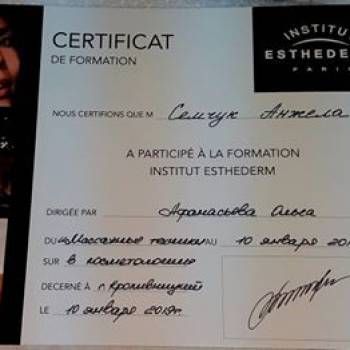 CERTIFICAT
DE FORMATION
INSTITUT
ESTHEDERM
PARIS
NOUS CERTIFIONS QUE M Семчук Анжела
A PARTICIPÉ À LA FORMATION
INSTITUT ESTHEDERM
DIRIGÉE PAR Афанасьева Ольга
DU «Массажные техники AU 10 января 201
SUR в косметологии»
DECERNÉ À г. Кропивницкий
LE 10 января 2019г.